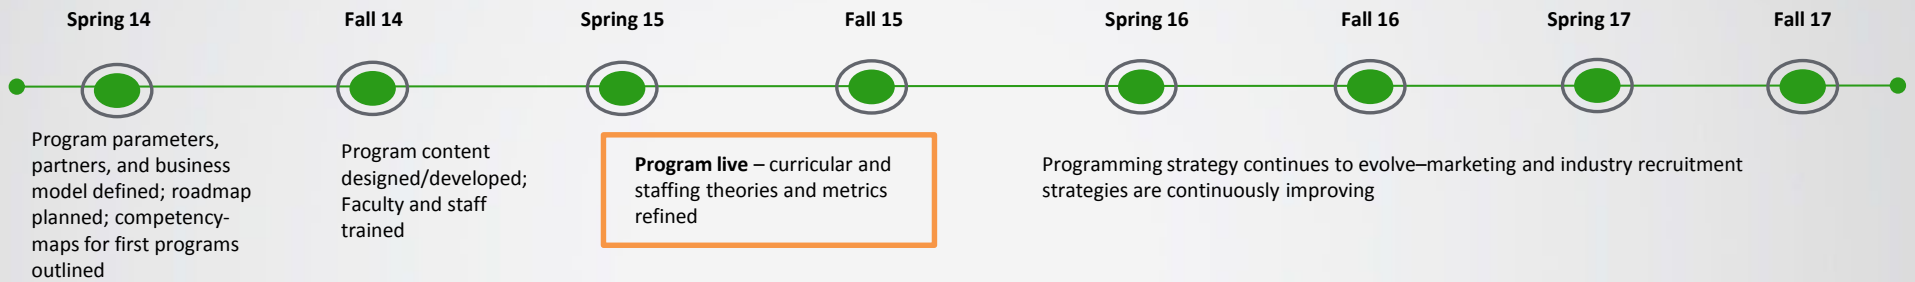 Spring 14
Fall 14
Spring 15
Fall 15
Spring 16
Fall 16
Spring 17
Fall 17
Program parameters,
partners, and business
model defined; roadmap
planned; competency-
maps for first programs
outlined
Program content
designed/developed;
Faculty and staff
trained
Program live – curricular and
staffing theories and metrics
refined
Programming strategy continues to evolve–marketing and industry recruitment
strategies are continuously improving